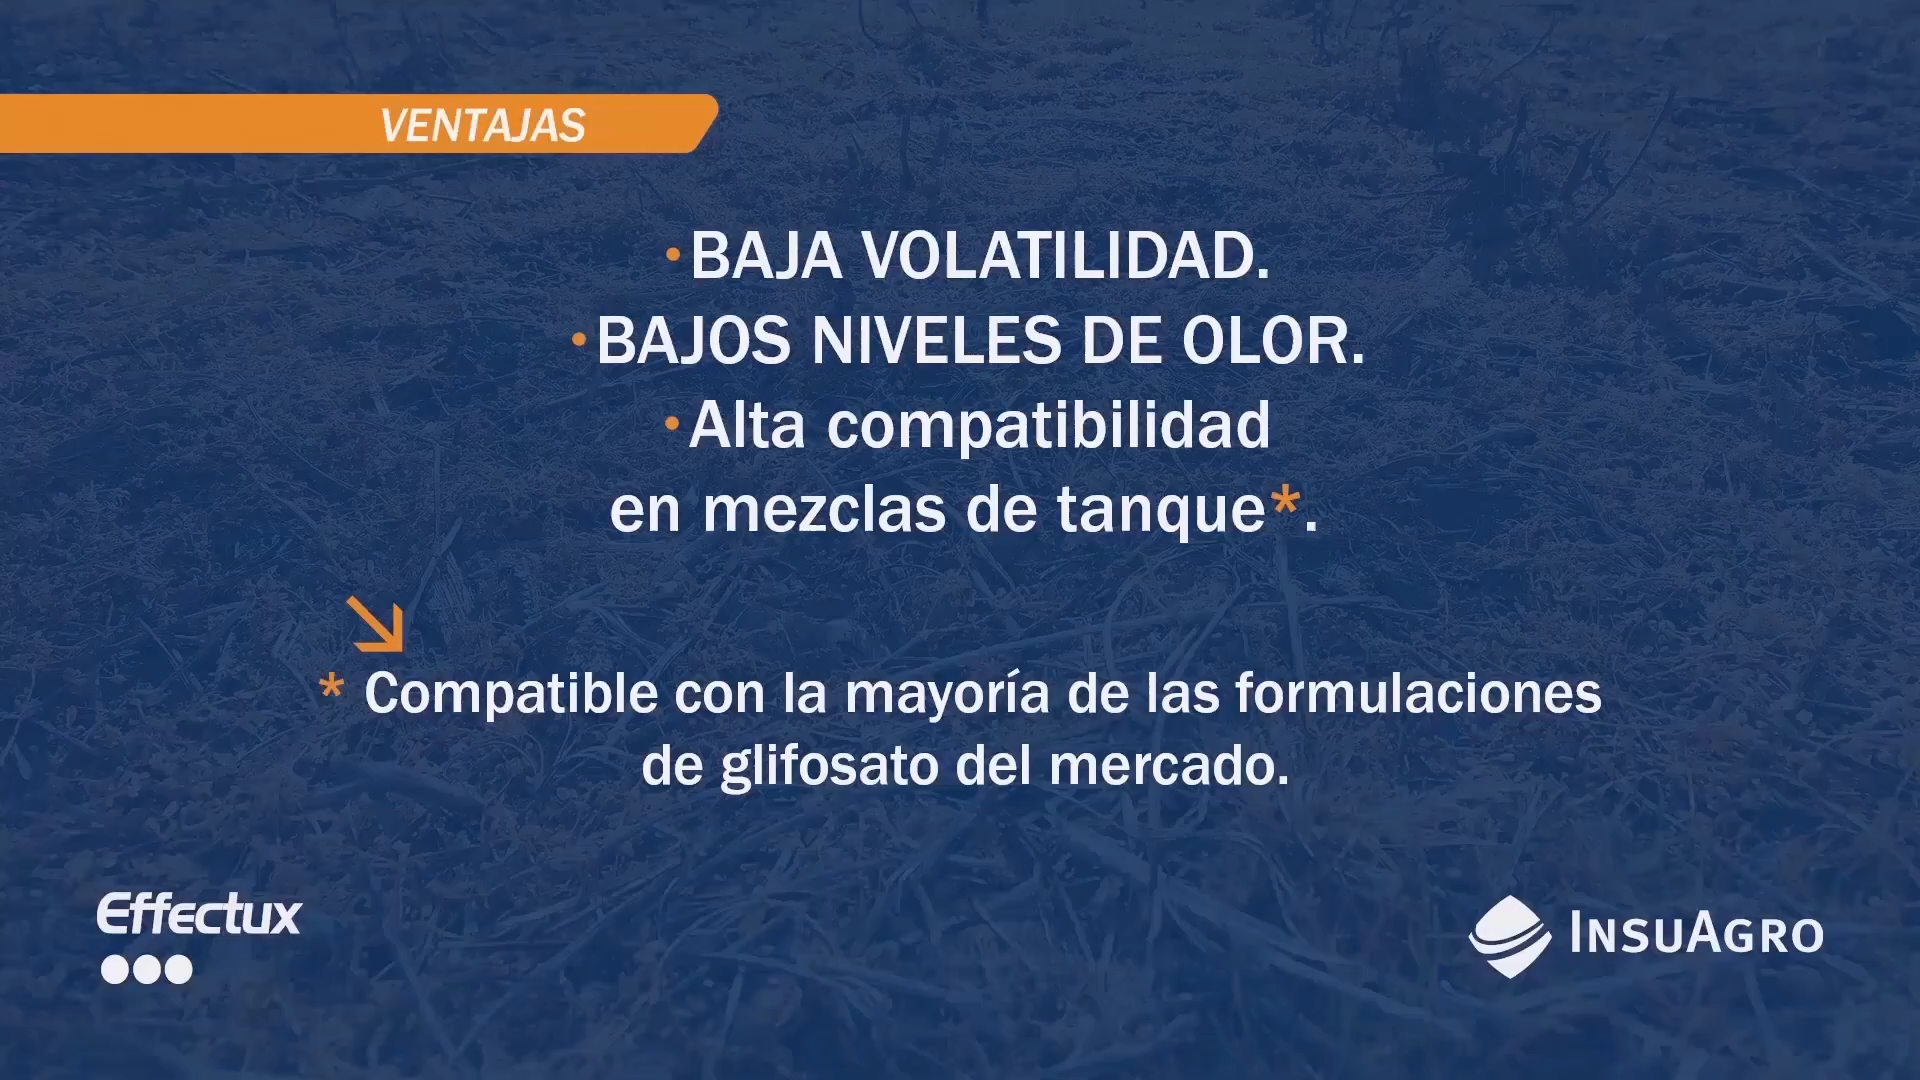 VENTAJAS
•BAJA VOLATILIDAD.
•BAJOS NIVELES DE OLOR.
•Alta compatibilidad
en mezclas de tanque*.
* Compatible con la mayoría de las formulaciones
de glifosato del mercado.
Effectux
INSUAGRO